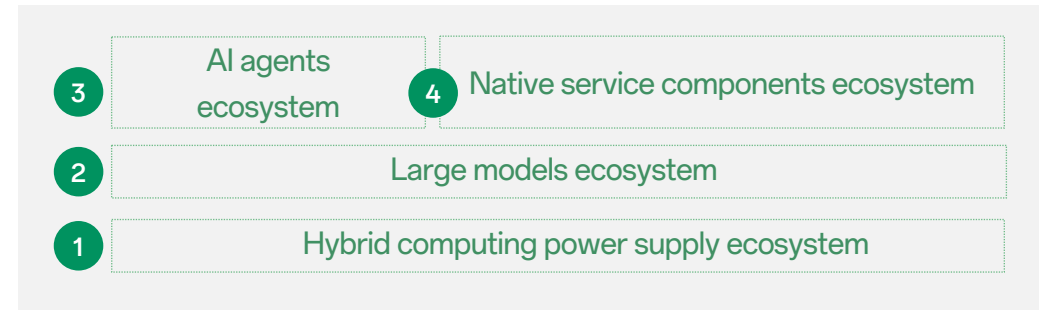 3
AI agents
ecosystem
4
Native service components ecosystem
2
Large models ecosystem
1
Hybrid computing power supply ecosystem